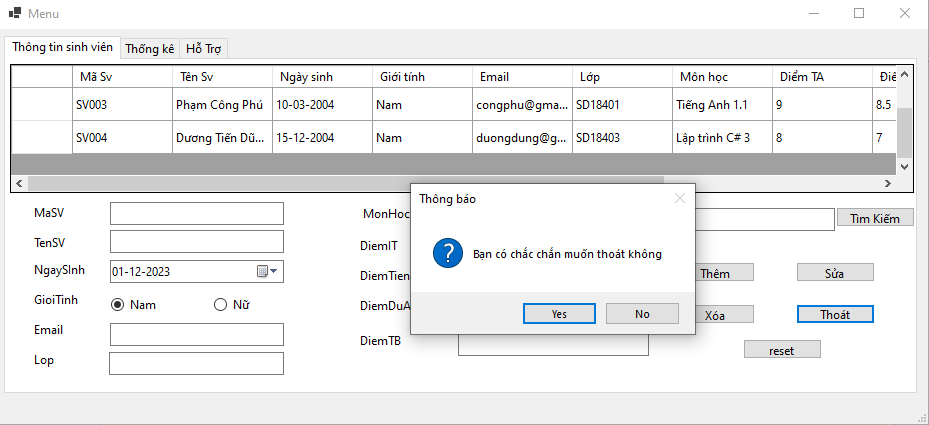 Menu
Thông tin sinh viên Thống kê Hỗ Trợ
Mã Sv Tên Sv Ngày sinh Giới tính Email Lớp Môn học Điểm TA Điể
SV003 Phạm Công Phú 10-03-2004 Nam congphu@gma... SD18401 Tiếng Anh 1.1 9 8.5
SV004 Dương Tiến Dũ... 15-12-2004 Nam duongdung@g... SD18403 Lập trình C# 3 8 7
Thông báo
Bạn có chắc chắn muốn thoát không
Yes No
MaSV MonHoc Tìm Kiếm
TenSV DiemIT
NgaySInh 01-12-2023 DiemTien Thêm Sửa
GioiTinh Nam Nữ DiemDuA Xóa Thoát
Email DiemTB reset
Lop